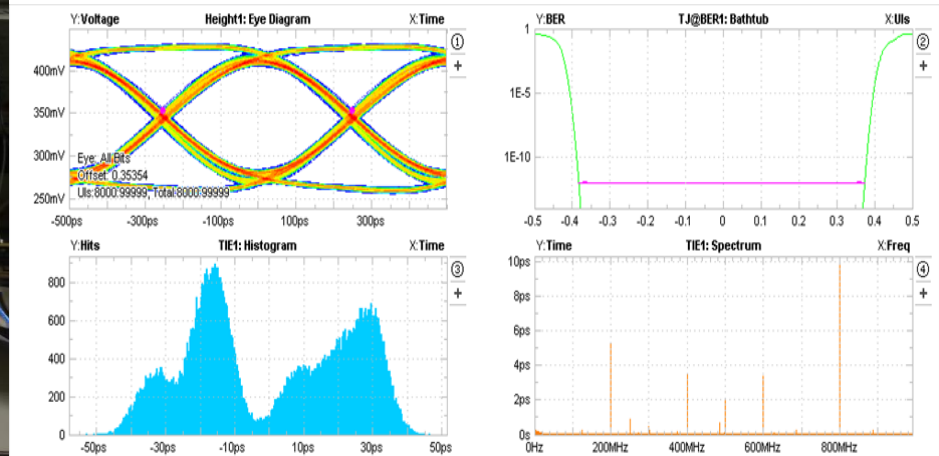 Y:Voltage Height1: Eye Diagram X:Time
400mV
350mV
300mV
250mV
Eye: All Bits
Offset: 0.35354
UIs:8000:99999, Total:8000:99999
-500ps -300ps -100ps 100ps 300ps
1
+
Y:BER TJ@BER1: Bathtub X:UIs
1
1E-5
1E-10
-0.5 -0.4 -0.3 -0.2 -0.1 0 0.1 0.2 0.3 0.4 0.5
2
+
Y:Hits TIE1: Histogram X:Time
800
600
400
200
0
-50ps -30ps -10ps 10ps 30ps 50ps
3
+
Y:Time TIE1: Spectrum X:Freq
10ps
8ps
6ps
4ps
2ps
0s
0Hz 200MHz 400MHz 600MHz 800MHz
4
+